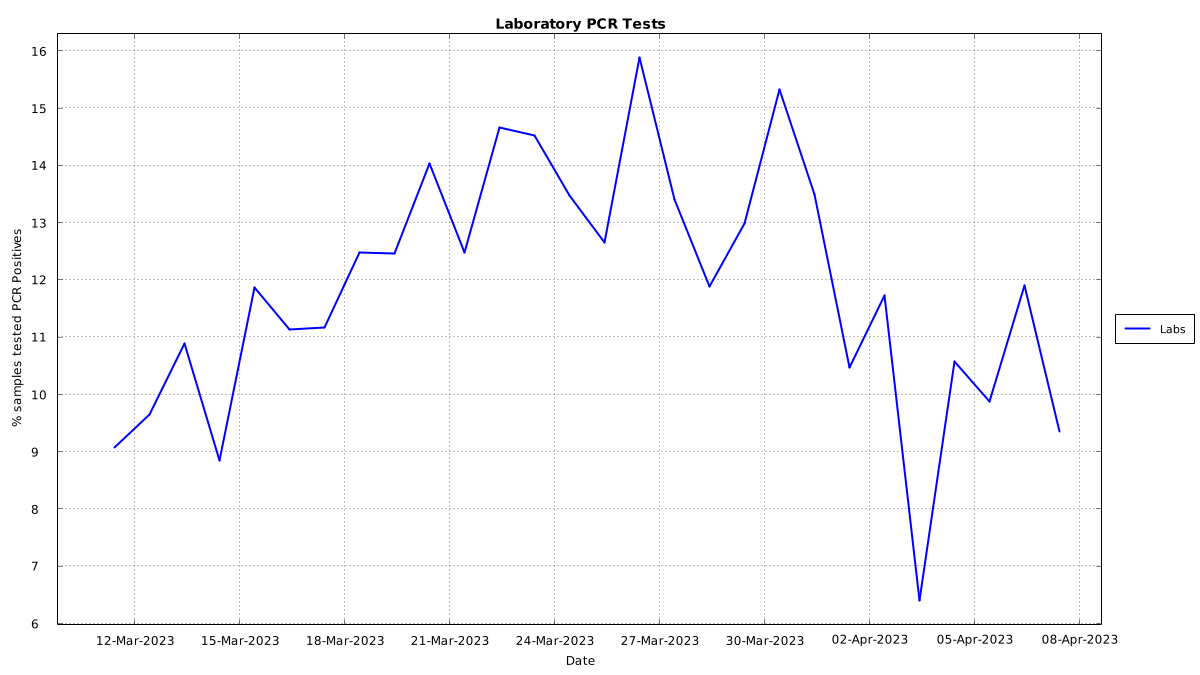 Laboratory PCR Tests
% samples tested PCR Positives
16
15
14
13
12
11
10
9
8
7
6
12-Mar-2023 15-Mar-2023 18-Mar-2023 21-Mar-2023 24-Mar-2023 27-Mar-2023 30-Mar-2023 02-Apr-2023 05-Apr-2023 08-Apr-2023
Date
Labs